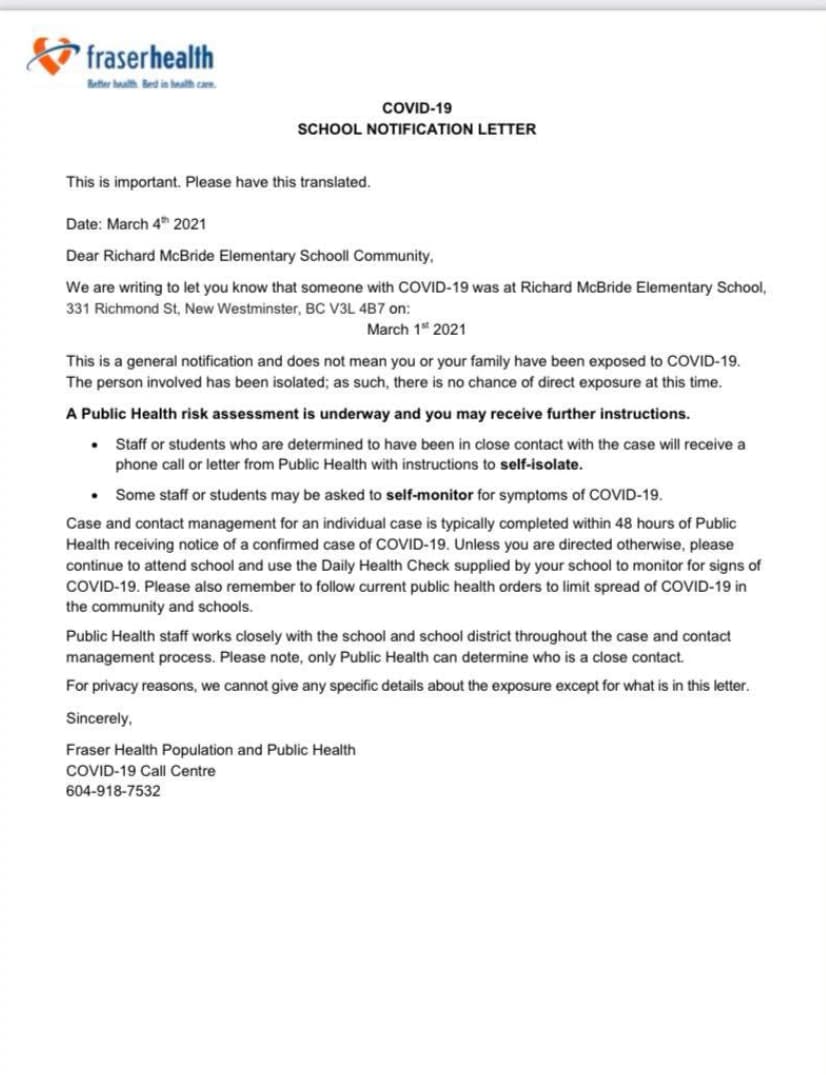 fraserhealth
Better health. Best in health care.
COVID-19
SCHOOL NOTIFICATION LETTER
This is important. Please have this translated.
Date: March 4th 2021
Dear Richard McBride Elementary Schooll Community,
We are writing to let you know that someone with COVID-19 was at Richard McBride Elementary School,
331 Richmond St, New Westminster, BC V3L 4B7 on:
March 1st 2021
This is a general notification and does not mean you or your family have been exposed to COVID-19.
The person involved has been isolated; as such, there is no chance of direct exposure at this time.
A Public Health risk assessment is underway and you may receive further instructions.
• Staff or students who are determined to have been in close contact with the case will receive a
phone call or letter from Public Health with instructions to self-isolate.
• Some staff or students may be asked to self-monitor for symptoms of COVID-19.
Case and contact management for an individual case is typically completed within 48 hours of Public
Health receiving notice of a confirmed case of COVID-19. Unless you are directed otherwise, please
continue to attend school and use the Daily Health Check supplied by your school to monitor for signs of
COVID-19. Please also remember to follow current public health orders to limit spread of COVID-19 in
the community and schools.
Public Health staff works closely with the school and school district throughout the case and contact
management process. Please note, only Public Health can determine who is a close contact.
For privacy reasons, we cannot give any specific details about the exposure except for what is in this letter.
Sincerely,
Fraser Health Population and Public Health
COVID-19 Call Centre
604-918-7532